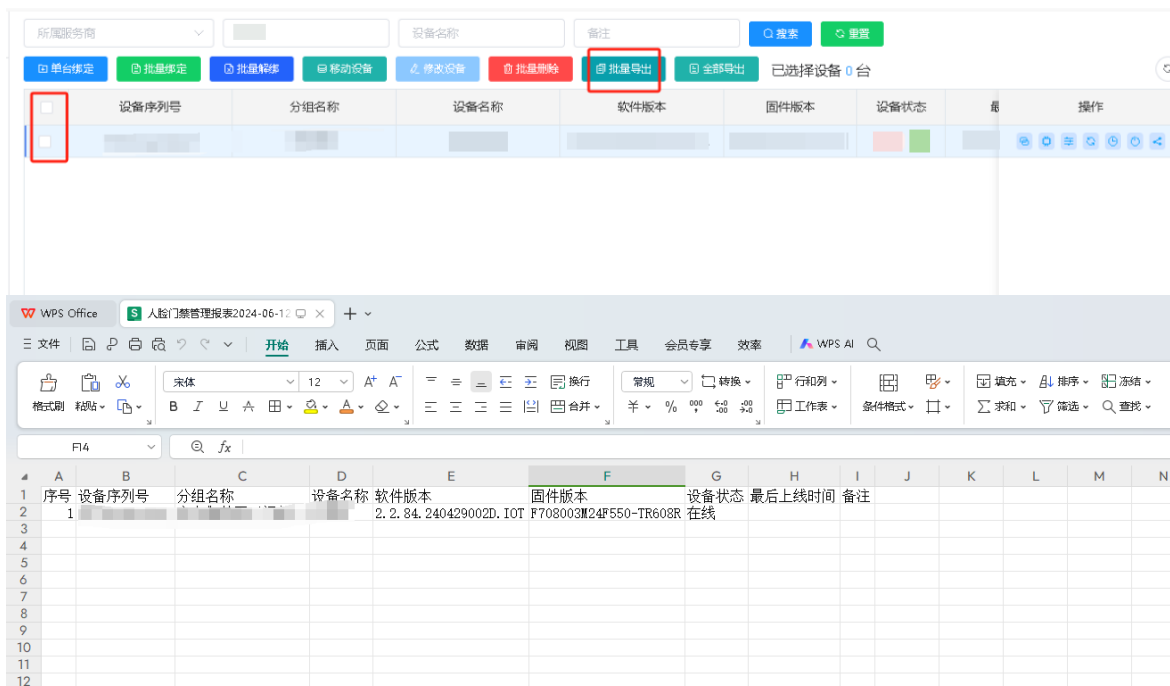 所属服务商 设备名称 备注 搜索 重置
单台绑定 批量绑定 批量解绑 移动设备 修改设备 批量删除 批量导出 全部导出 已选择设备 0 台
设备序列号 分组名称 设备名称 软件版本 固件版本 设备状态 操作
WPS Office 人脸门禁管理报表2024-06-12
文件 开始 插入 页面 公式 数据 审阅 视图 工具 会员专享 效率 WPS AI
宋体 12 A+ A- 换行 常规 转换 行和列 填充 排序 冻结
格式刷 粘贴 B I U A 合并 ¥ % 工作表 条件格式 求和 筛选 查找
F14 fx
A B C D E F G H I J K L M N
1 序号 设备序列号 分组名称 设备名称 软件版本 固件版本 设备状态 最后上线时间 备注
2 1 2.2.84.240429002D.IOT F708003M24F550-TR608R 在线
3
4
5
6
7
8
9
10
11
12